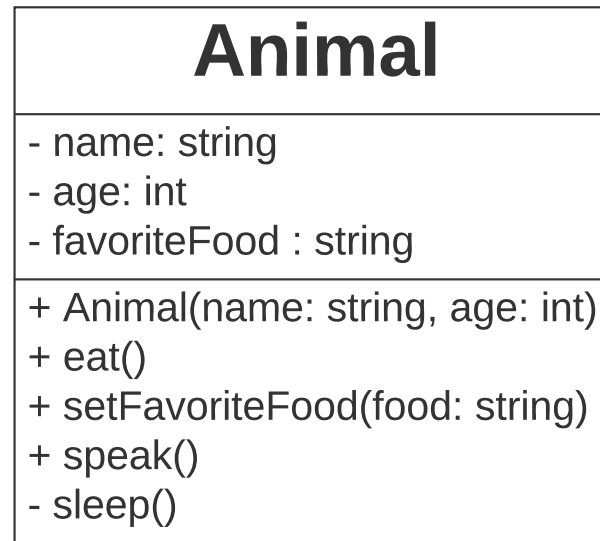 Animal
- name: string
- age: int
- favoriteFood : string
+ Animal(name: string, age: int)
+ eat()
+ setFavoriteFood(food: string)
+ speak()
- sleep()